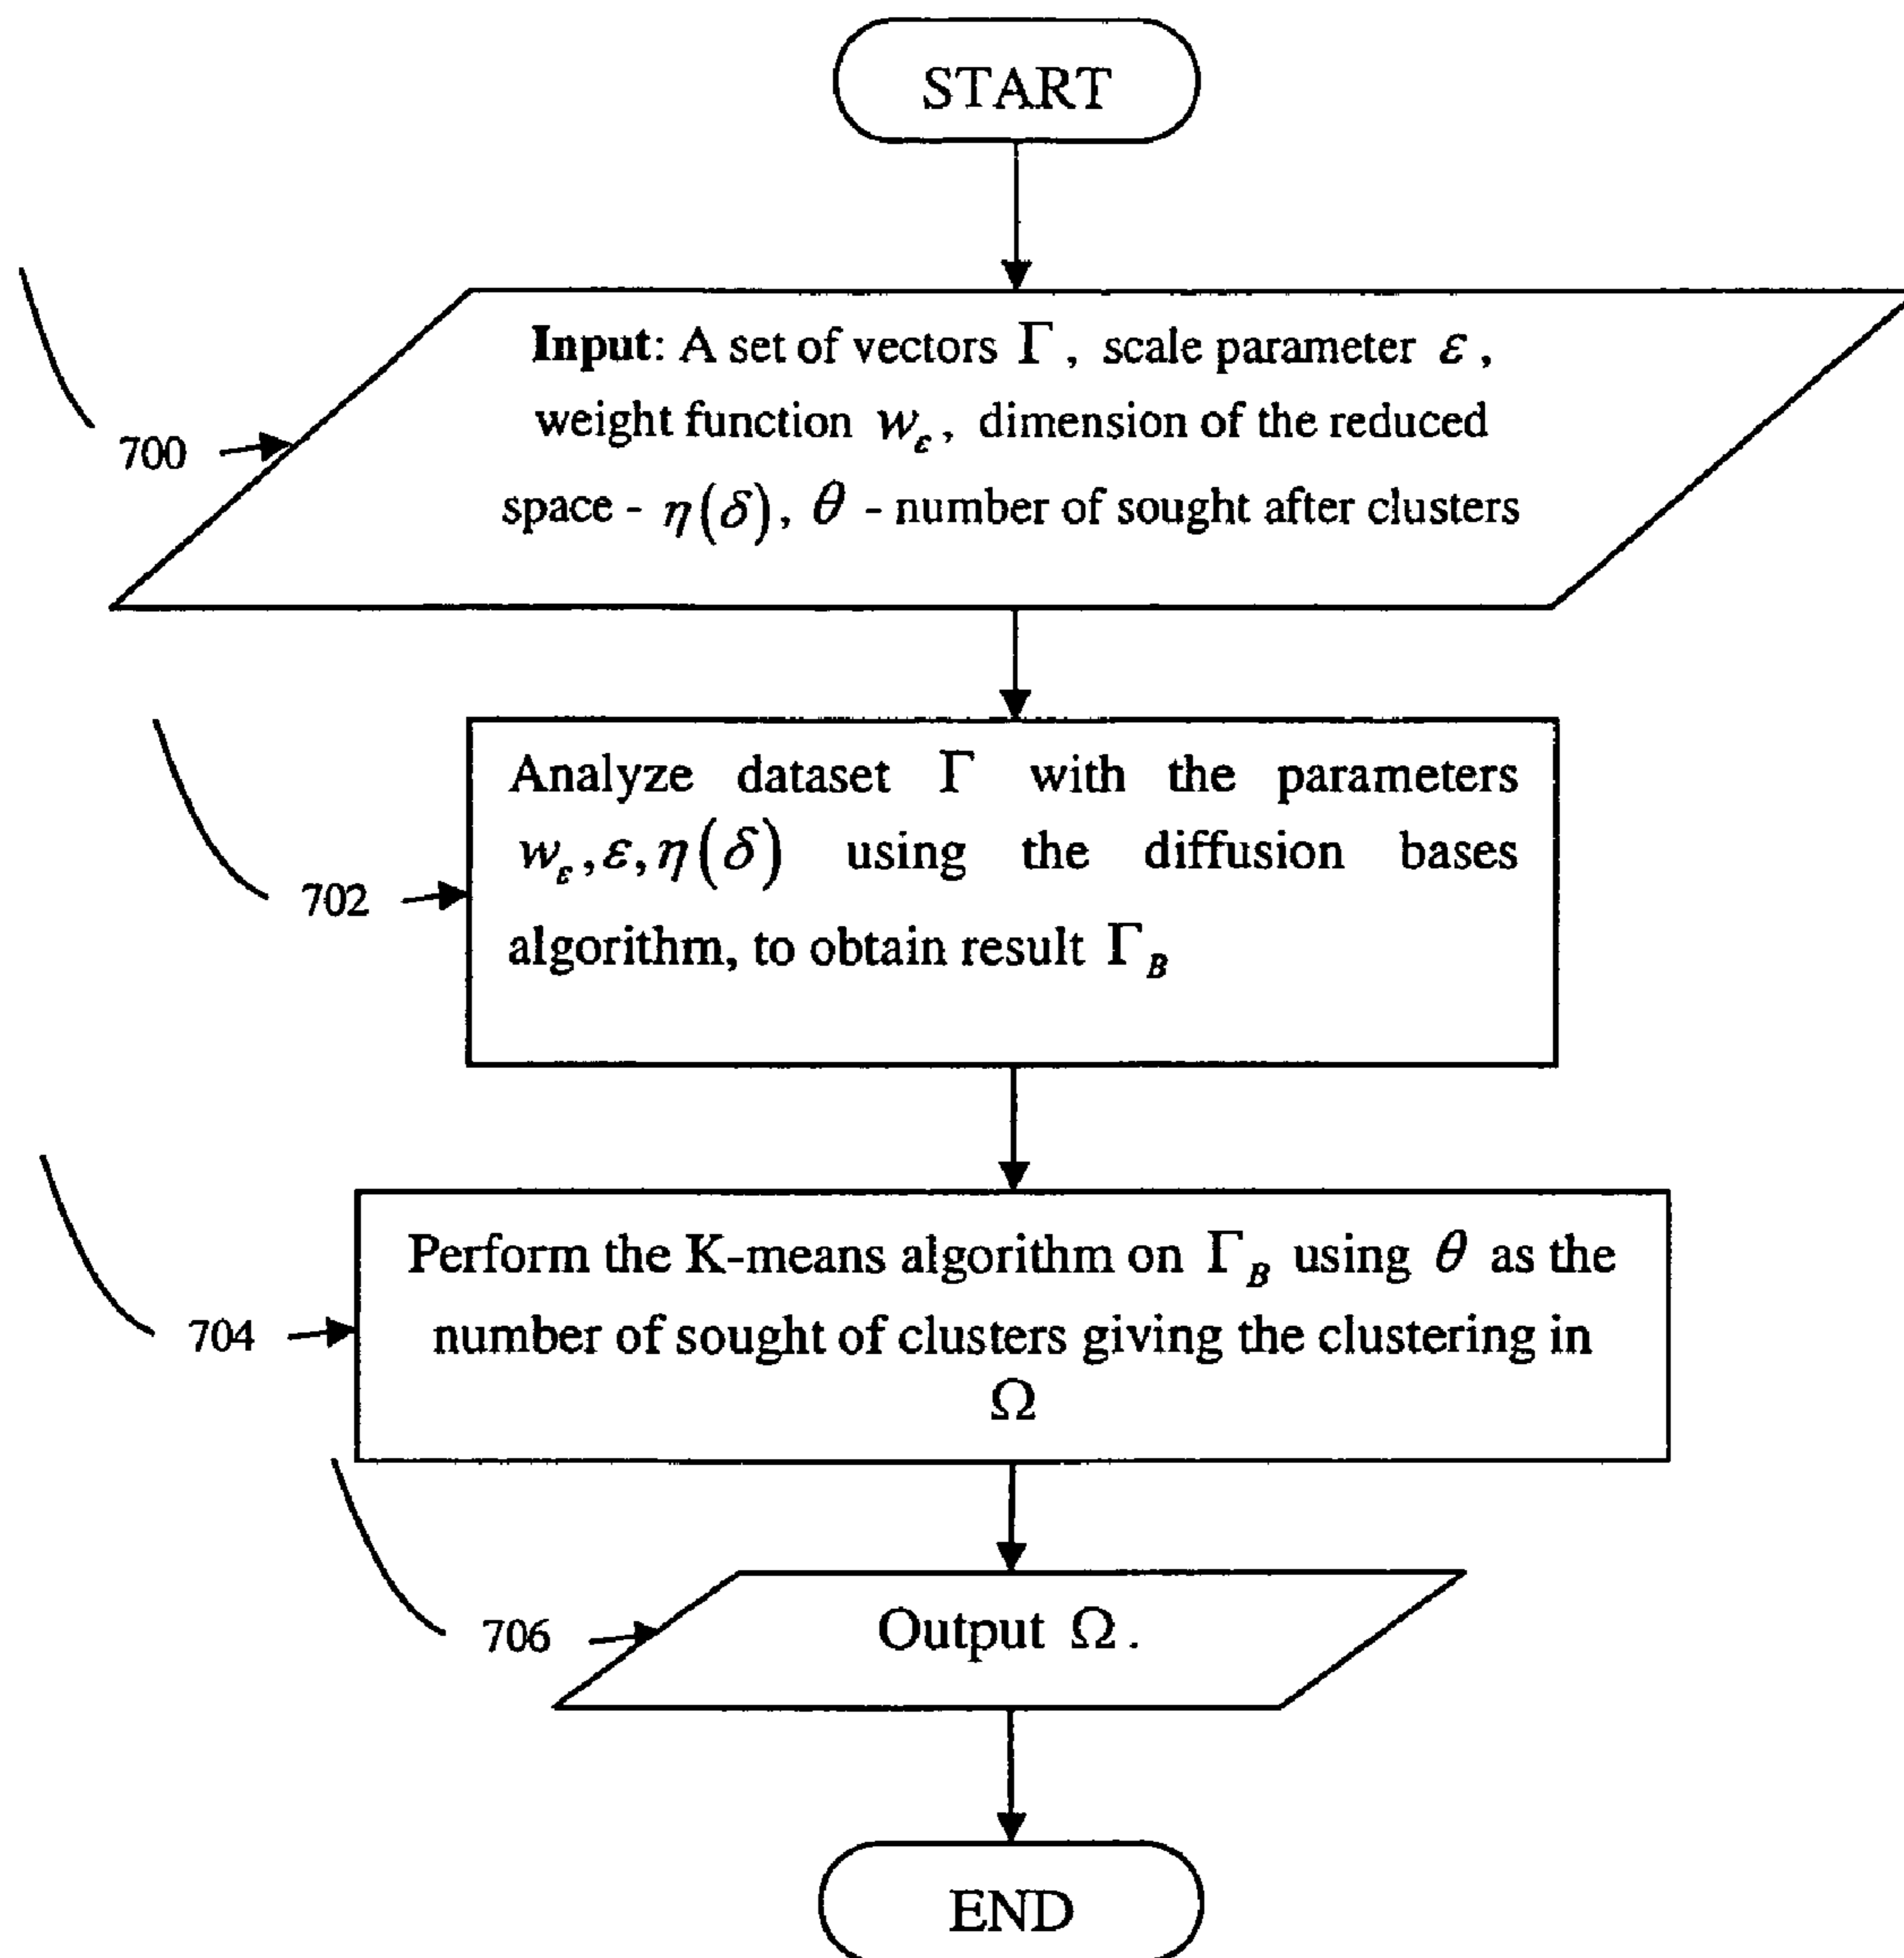 START
Input: A set of vectors Γ, scale parameter ε,
weight function w_ε, dimension of the reduced
space - η(δ), θ - number of sought after clusters
700
Analyze dataset Γ with the parameters
w_ε, ε, η(δ) using the diffusion bases
algorithm, to obtain result Γ_B
702
Perform the K-means algorithm on Γ_B using θ as the
number of sought of clusters giving the clustering in
Ω
704
Output Ω.
706
END